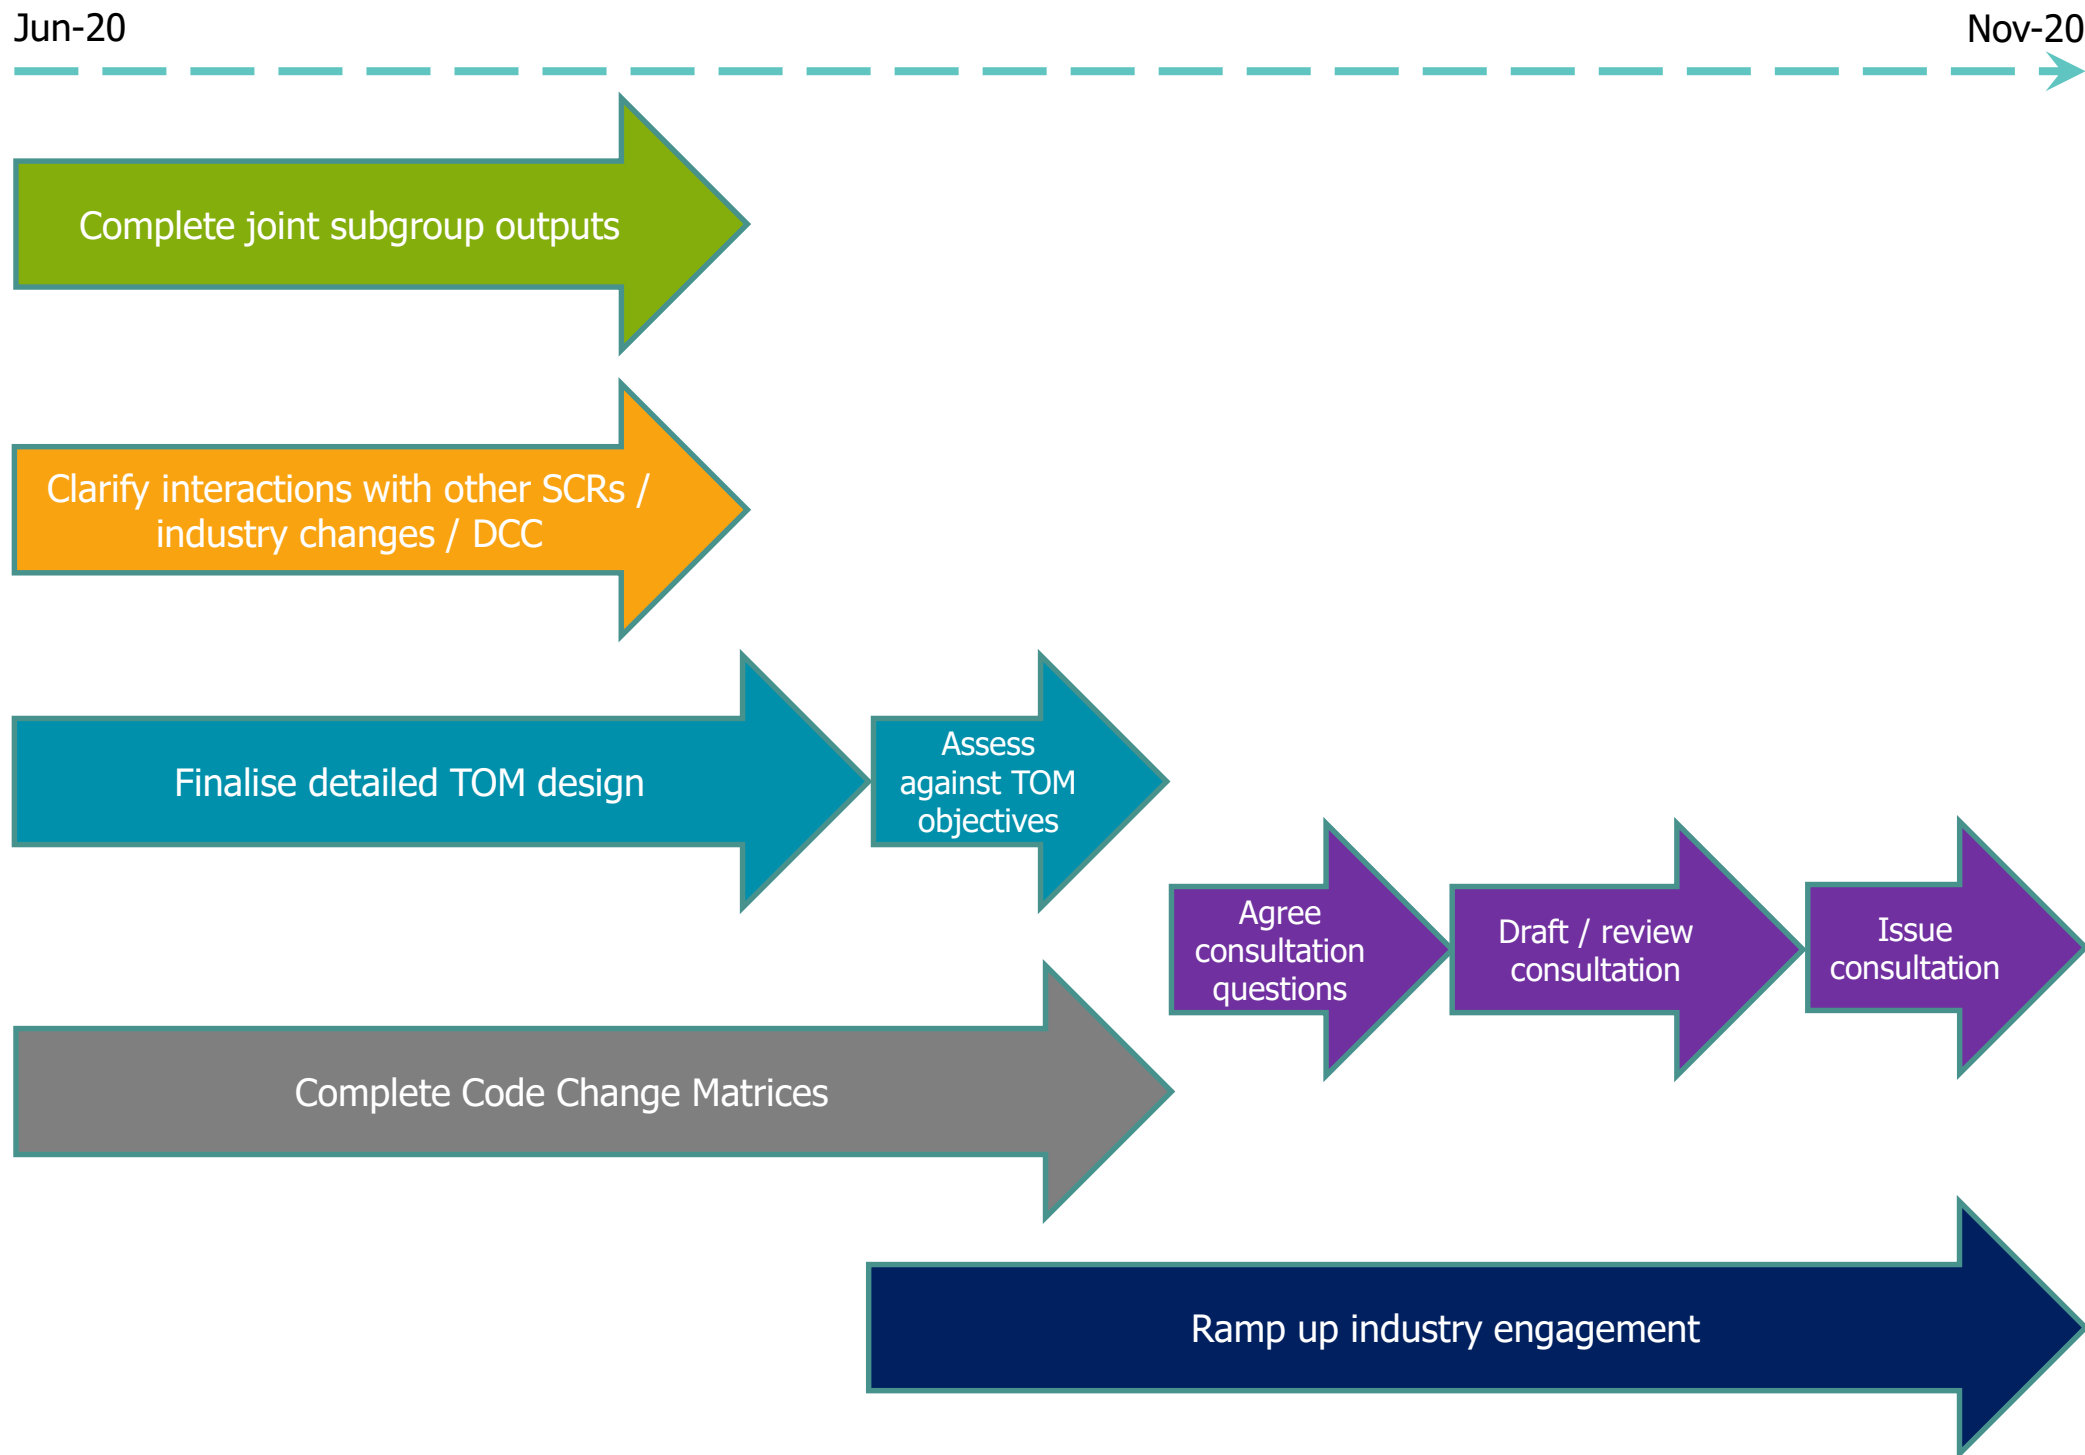 Jun-20
Nov-20
Complete joint subgroup outputs
Clarify interactions with other SCRs /
industry changes / DCC
Finalise detailed TOM design
Assess
against TOM
objectives
Agree
consultation
questions
Draft / review
consultation
Issue
consultation
Complete Code Change Matrices
Ramp up industry engagement